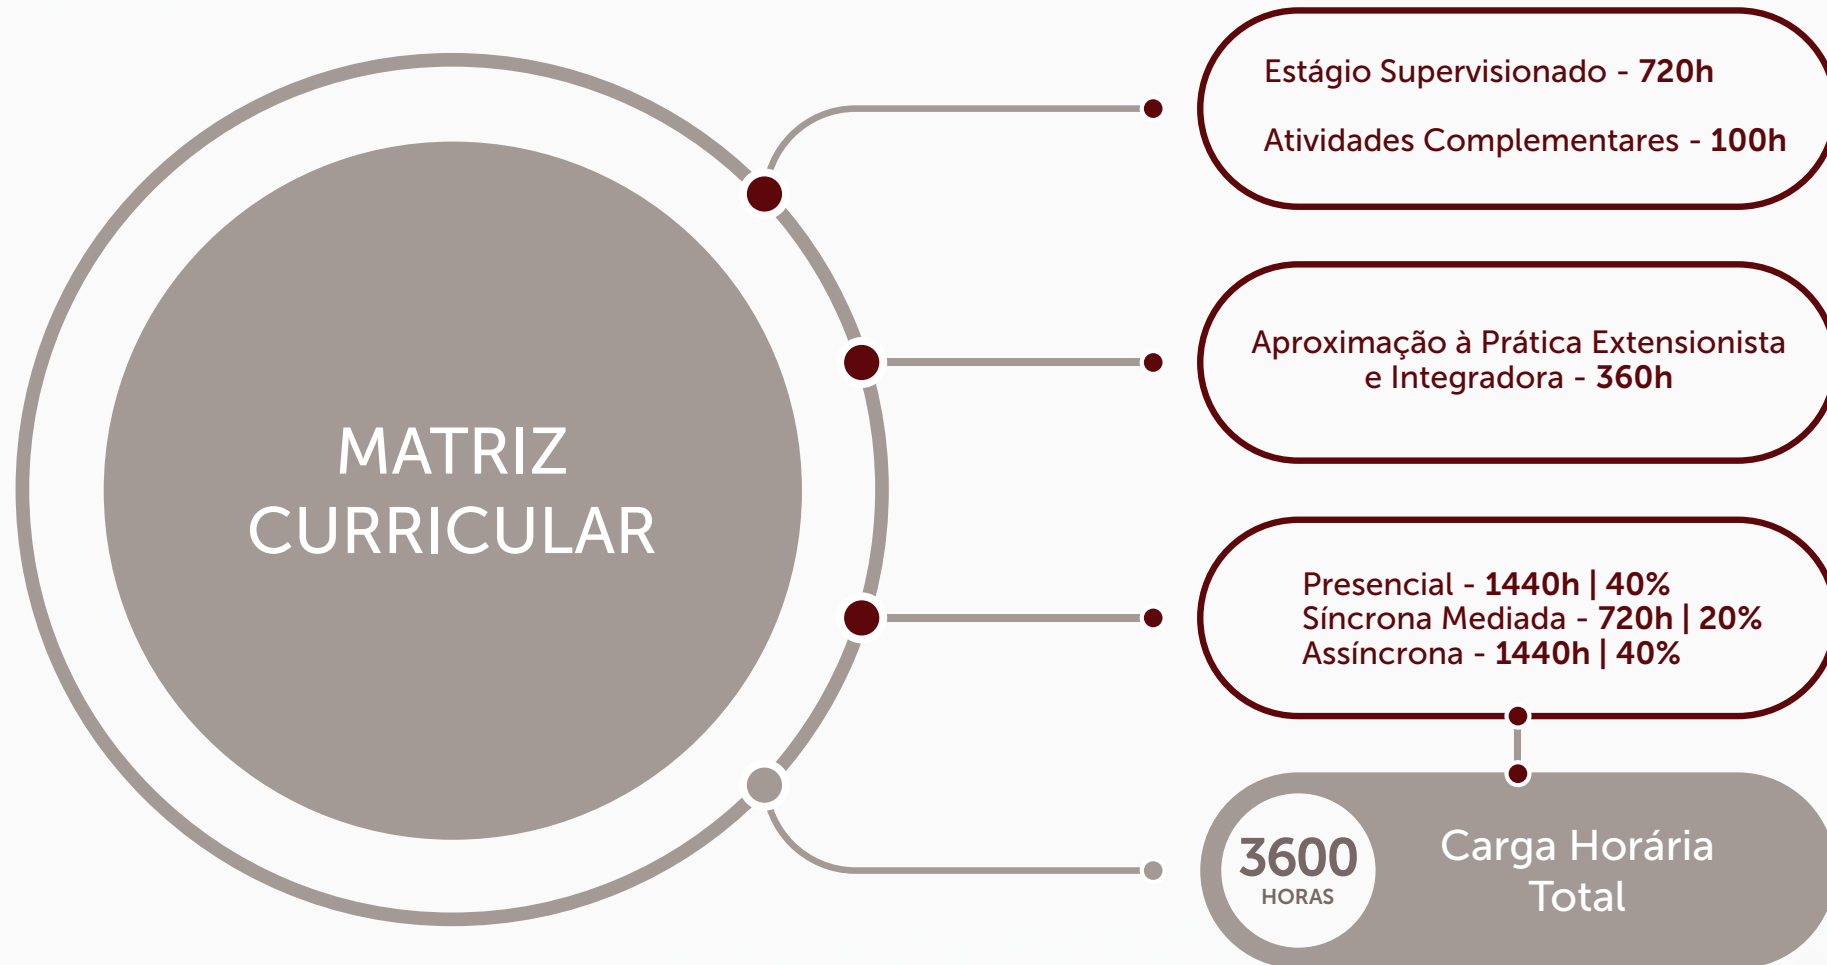 MATRIZ
CURRICULAR
Estágio Supervisionado - 720h
Atividades Complementares - 100h
Aproximação à Prática Extensionista
e Integradora - 360h
Presencial - 1440h | 40%
Síncrona Mediada - 720h | 20%
Assíncrona - 1440h | 40%
3600
HORAS
Carga Horária
Total